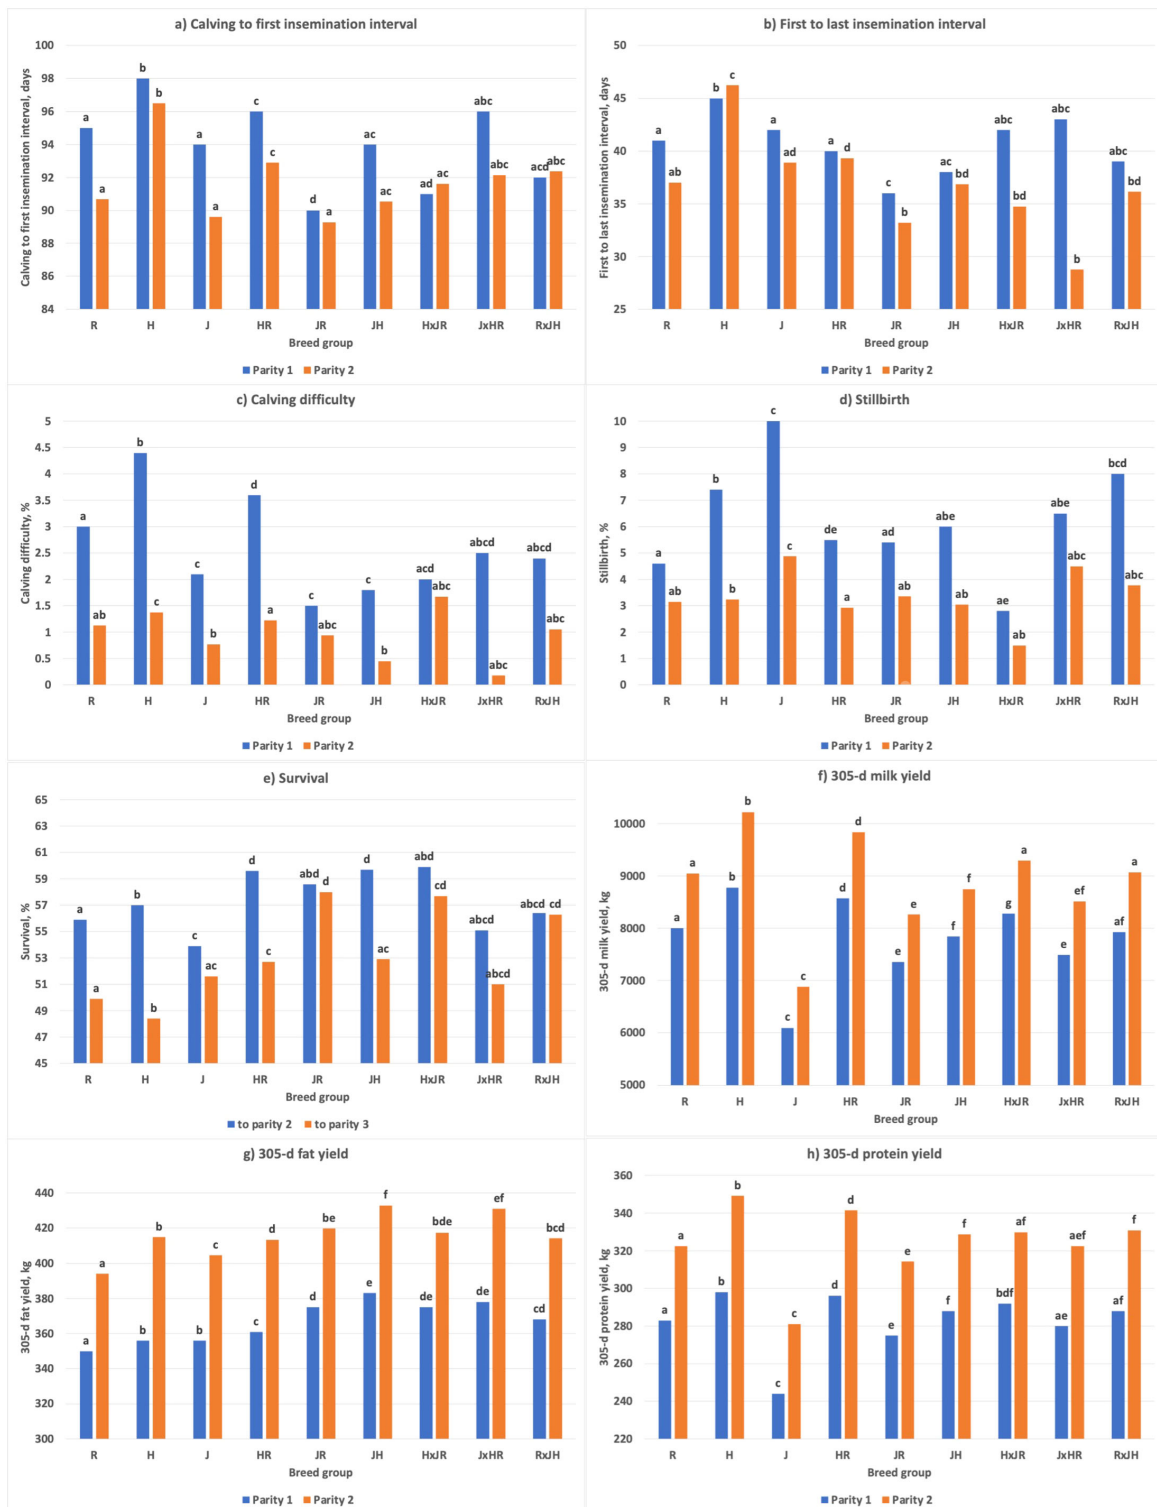 a) Calving to first insemination interval
Calving to first insemination interval, days
100
98
96
94
92
90
88
86
84
a
b
b
a
a
a
c
c
d
a
ac
ac
ad
ac
abc
abc
acd
abc
R
H
J
HR
JR
JH
HxJR
JxHR
RxJH
Breed group
Parity 1
Parity 2
b) First to last insemination interval
First to last insemination interval, days
50
45
40
35
30
25
a
ab
b
c
a
ad
a
d
c
b
ac
bd
abc
bd
abc
b
abc
bd
R
H
J
HR
JR
JH
HxJR
JxHR
RxJH
Breed group
Parity 1
Parity 2
c) Calving difficulty
Calving difficulty, %
5
4.5
4
3.5
3
2.5
2
1.5
1
0.5
0
a
ab
b
c
c
b
d
a
c
abc
c
b
acd
abc
abcd
abc
abcd
abc
R
H
J
HR
JR
JH
HxJR
JxHR
RxJH
Breed group
Parity 1
Parity 2
d) Stillbirth
Stillbirth, %
10
9
8
7
6
5
4
3
2
1
0
a
ab
b
b
c
c
de
a
ad
ab
abe
ab
ae
ab
abe
abc
bcd
abc
R
H
J
HR
JR
JH
HxJR
JxHR
RxJH
Breed group
Parity 1
Parity 2
e) Survival
Survival, %
65
63
61
59
57
55
53
51
49
47
45
a
a
b
b
c
ac
d
c
abd
d
d
ac
abd
cd
abcd
abcd
abcd
cd
R
H
J
HR
JR
JH
HxJR
JxHR
RxJH
Breed group
to parity 2
to parity 3
f) 305-d milk yield
305-d milk yield, kg
10000
9000
8000
7000
6000
5000
a
a
b
b
c
c
d
d
e
e
f
f
g
a
e
ef
af
a
R
H
J
HR
JR
JH
HxJR
JxHR
RxJH
Breed group
Parity 1
Parity 2
g) 305-d fat yield
305-d fat yield, kg
440
420
400
380
360
340
320
300
a
a
b
b
b
c
c
d
d
be
e
f
de
bde
de
ef
cd
bcd
R
H
J
HR
JR
JH
HxJR
JxHR
RxJH
Breed group
Parity 1
Parity 2
h) 305-d protein yield
305-d protein yield, kg
360
340
320
300
280
260
240
220
a
a
b
b
c
c
d
d
e
e
f
f
bdf
af
ae
aef
af
f
R
H
J
HR
JR
JH
HxJR
JxHR
RxJH
Breed group
Parity 1
Parity 2